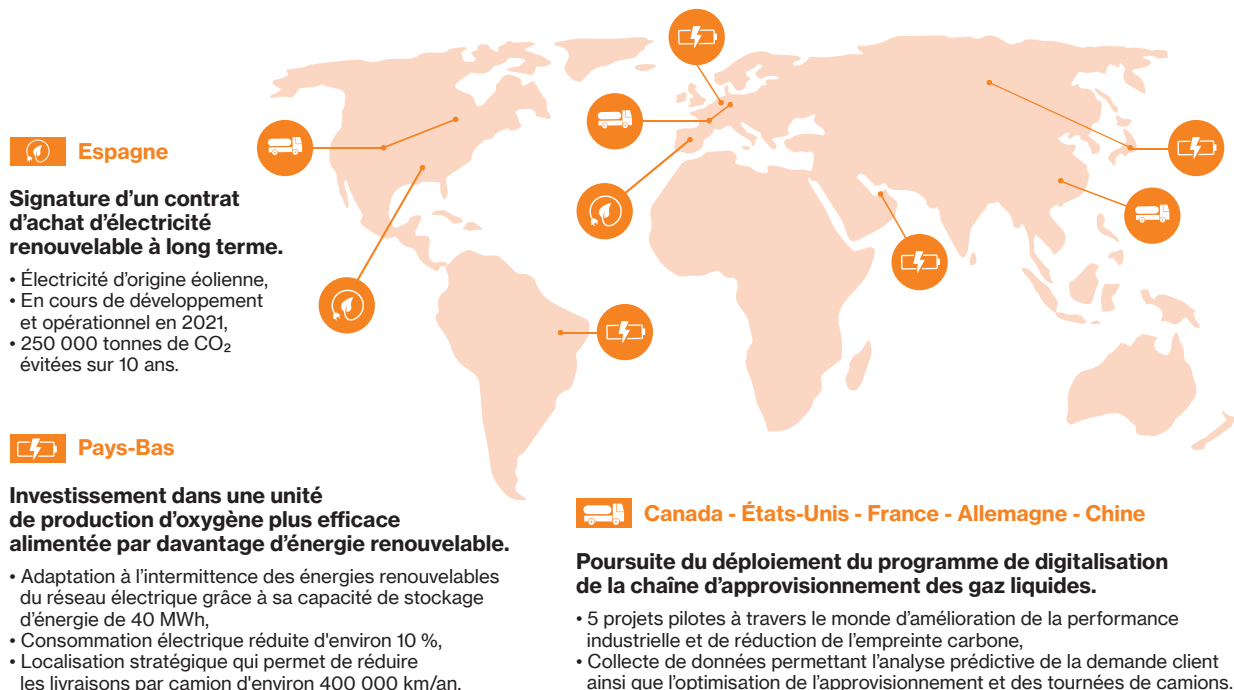 Espagne
Signature d’un contrat
d’achat d’électricité
renouvelable à long terme.
• Électricité d’origine éolienne,
• En cours de développement
et opérationnel en 2021,
• 250 000 tonnes de CO₂
évitées sur 10 ans.
Pays-Bas
Investissement dans une unité
de production d’oxygène plus efficace
alimentée par davantage d’énergie renouvelable.
• Adaptation à l’intermittence des énergies renouvelables
du réseau électrique grâce à sa capacité de stockage
d’énergie de 40 MWh,
• Consommation électrique réduite d'environ 10 %,
• Localisation stratégique qui permet de réduire
les livraisons par camion d'environ 400 000 km/an.
Canada - États-Unis - France - Allemagne - Chine
Poursuite du déploiement du programme de digitalisation
de la chaîne d’approvisionnement des gaz liquides.
• 5 projets pilotes à travers le monde d’amélioration de la performance
industrielle et de réduction de l’empreinte carbone,
• Collecte de données permettant l’analyse prédictive de la demande client
ainsi que l’optimisation de l’approvisionnement et des tournées de camions.